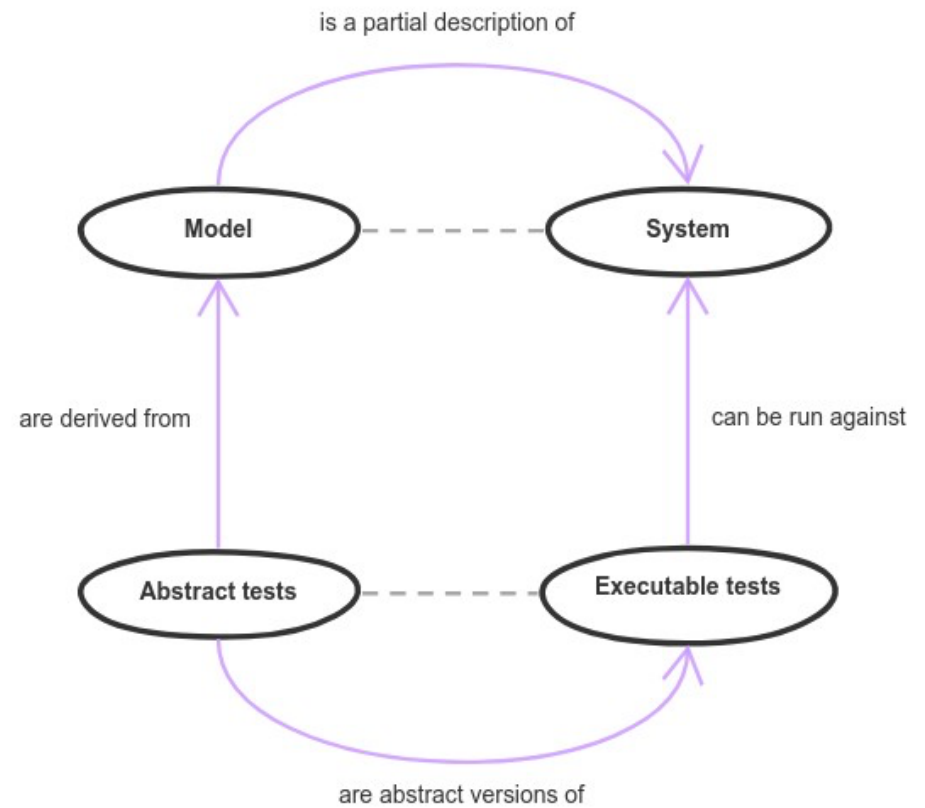 is a partial description of
Model
System
are derived from
can be run against
Abstract tests
Executable tests
are abstract versions of